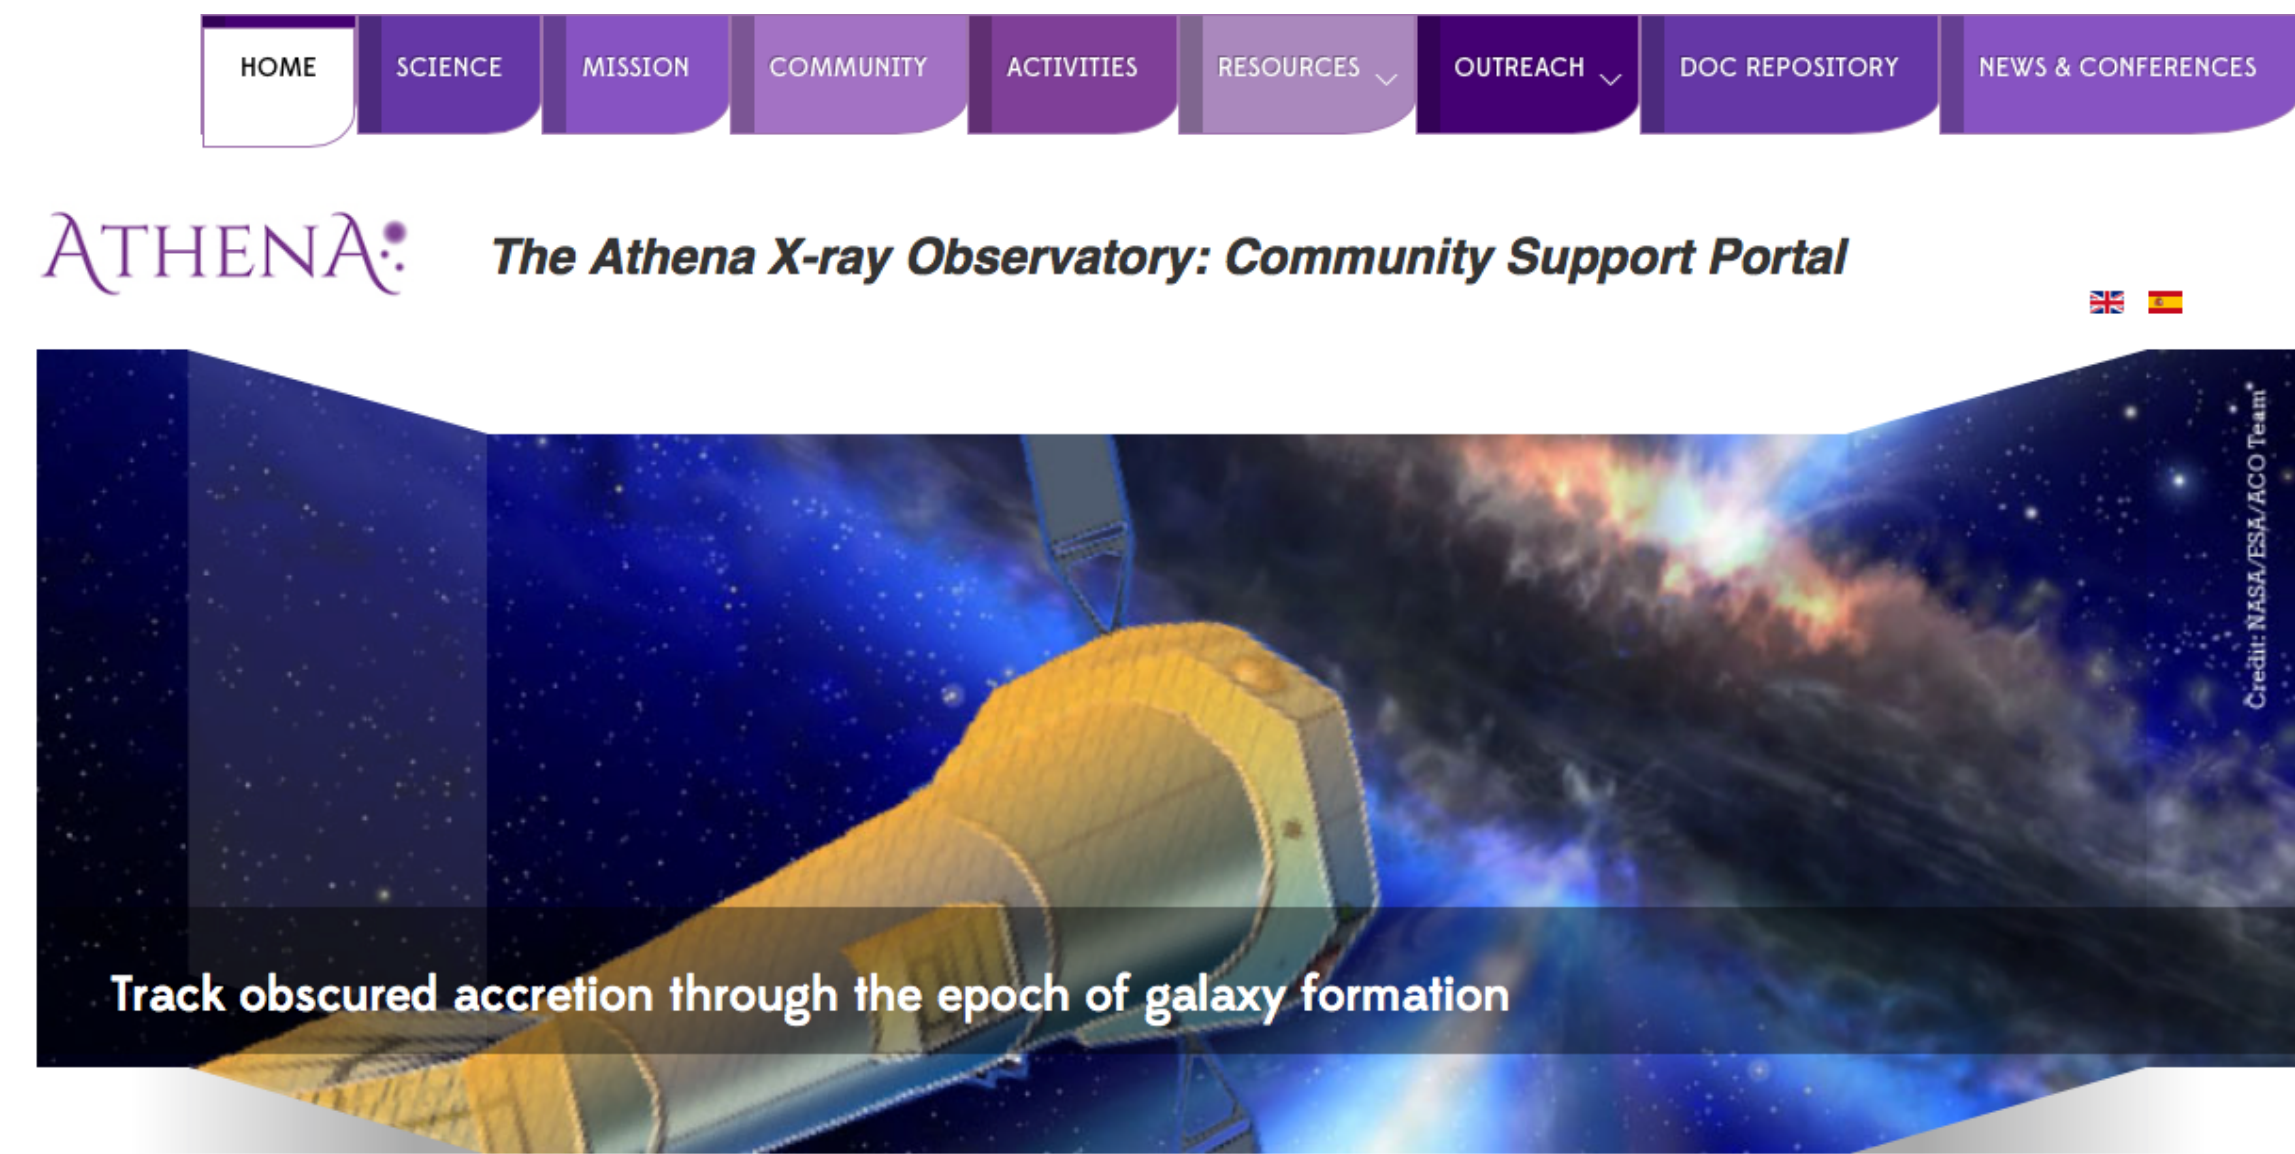 HOME
SCIENCE
MISSION
COMMUNITY
ACTIVITIES
RESOURCES
OUTREACH
DOC REPOSITORY
NEWS & CONFERENCES
ATHENA
The Athena X-ray Observatory: Community Support Portal
Credit: NASA/ESA/ACO Team
Track obscured accretion through the epoch of galaxy formation